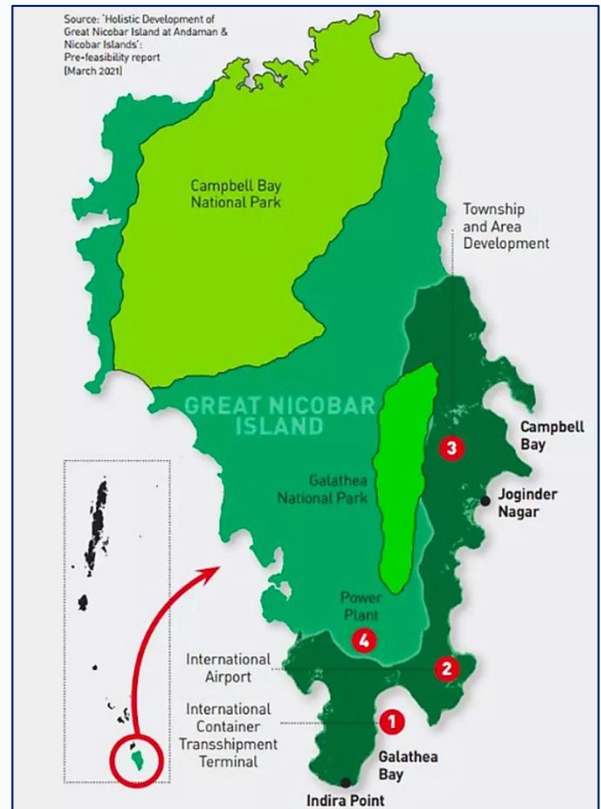 Source: 'Holistic Development of
Great Nicobar Island at Andaman &
Nicobar Islands':
Pre-feasibility report
(March 2021)
Campbell Bay
National Park
Township
and Area
Development
GREAT NICOBAR
ISLAND
Campbell
Bay
3
Galathea
National Park
Joginder
Nagar
Power
Plant
4
International
Airport
2
International
Container
Transshipment
Terminal
1
Galathea
Bay
Indira Point